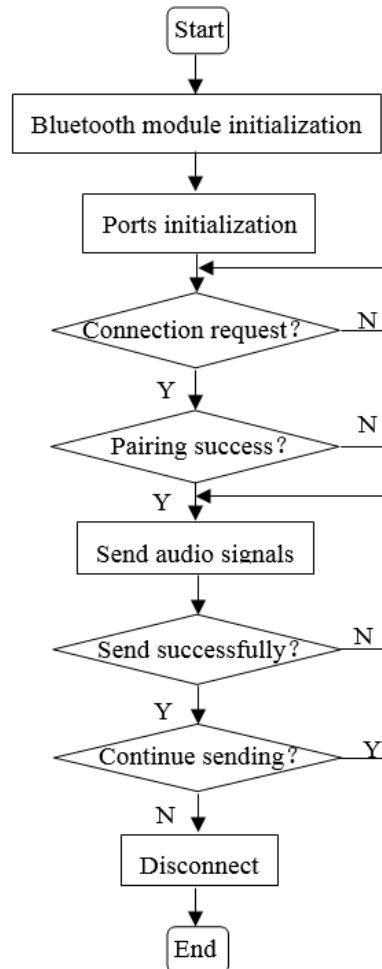 Start
Bluetooth module initialization
Ports initialization
Connection request?
N
Y
Pairing success?
N
Y
Send audio signals
Send successfully?
N
Y
Continue sending?
Y
N
Disconnect
End